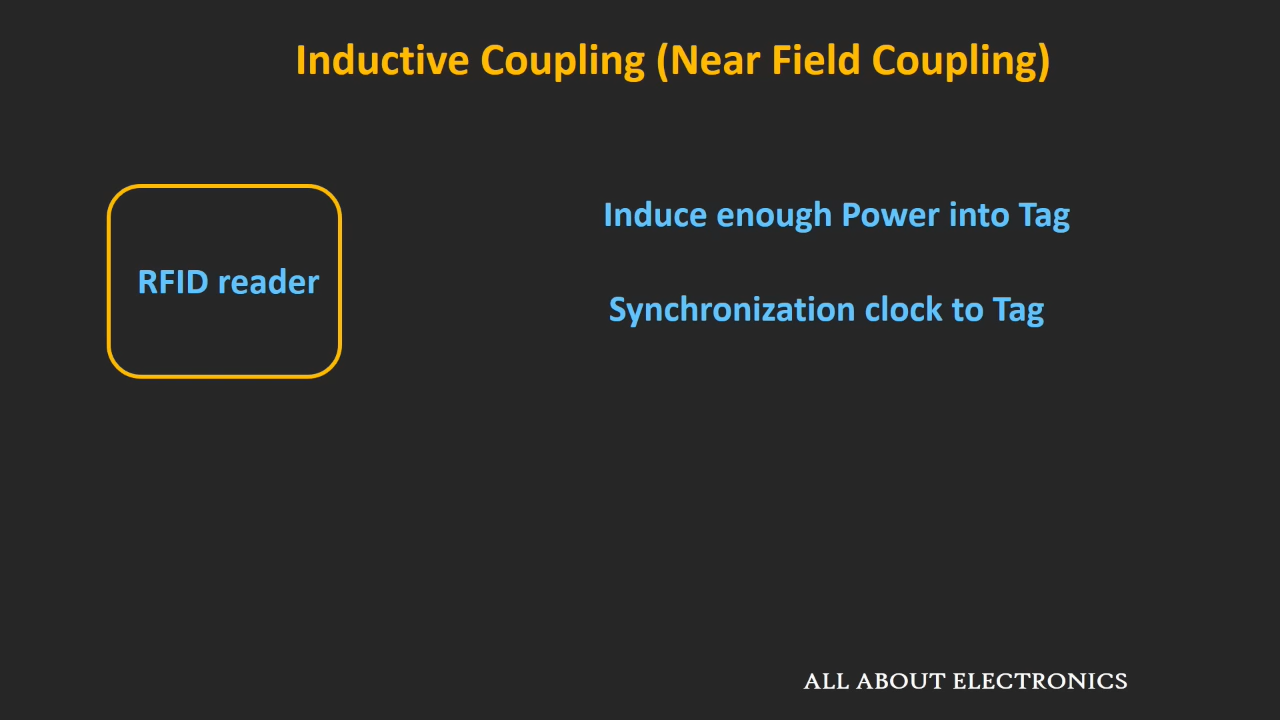 Inductive Coupling (Near Field Coupling)
RFID reader
Induce enough Power into Tag
Synchronization clock to Tag
ALL ABOUT ELECTRONICS